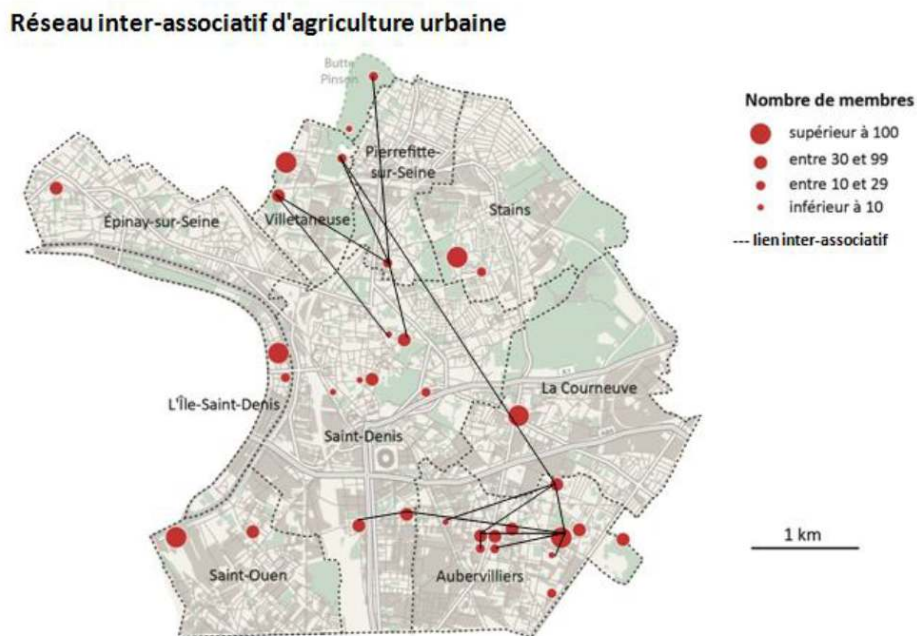 Réseau inter-associatif d'agriculture urbaine
Butte
Pinson
Pierrefitte-
sur-Seine
Stains
Épinay-sur-Seine
Villetaneuse
L'Île-Saint-Denis
Saint-Denis
La Courneuve
Saint-Ouen
Aubervilliers
Nombre de membres
supérieur à 100
entre 30 et 99
entre 10 et 29
inférieur à 10
--- lien inter-associatif
1 km